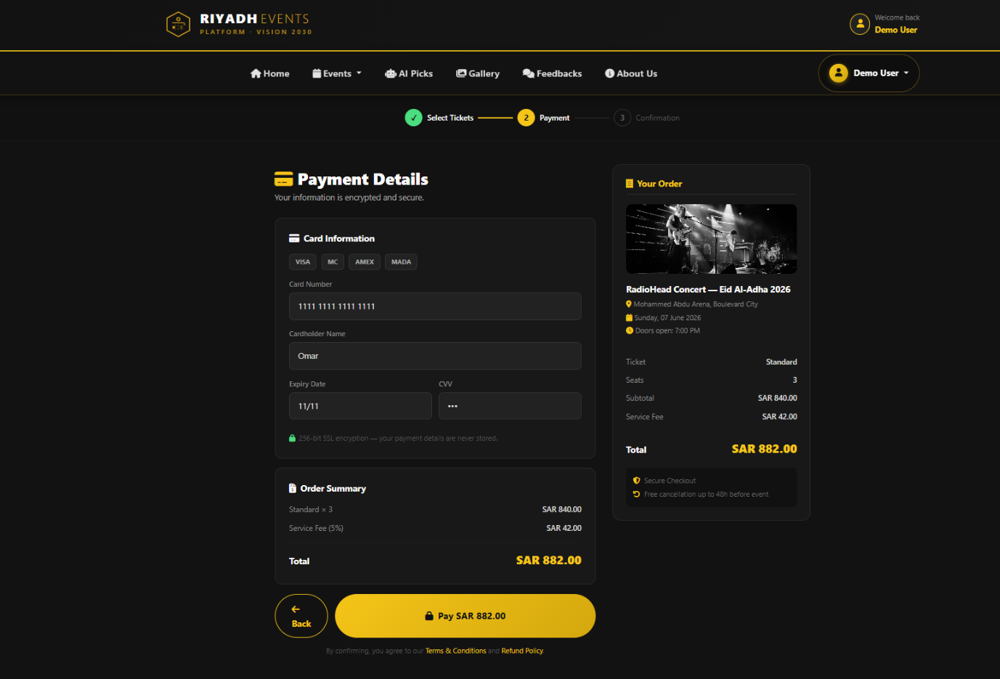 RIYADH EVENTS
PLATFORM · VISION 2030
Welcome back
Demo User
Home
Events
AI Picks
Gallery
Feedbacks
About Us
Demo User
✓ Select Tickets
2 Payment
3 Confirmation
Payment Details
Your information is encrypted and secure.
Card Information
VISA MC AMEX MADA
Card Number
1111 1111 1111 1111
Cardholder Name
Omar
Expiry Date CVV
11/11 •••
256-bit SSL encryption — your payment details are never stored.
Order Summary
Standard × 3 SAR 840.00
Service Fee (5%) SAR 42.00
Total SAR 882.00
Back
Pay SAR 882.00
By confirming, you agree to our Terms & Conditions and Refund Policy.
Your Order
RadioHead Concert — Eid Al-Adha 2026
Mohammed Abdu Arena, Boulevard City
Sunday, 07 June 2026
Doors open: 7:00 PM
Ticket Standard
Seats 3
Subtotal SAR 840.00
Service Fee SAR 42.00
Total SAR 882.00
Secure Checkout
Free cancellation up to 48h before event